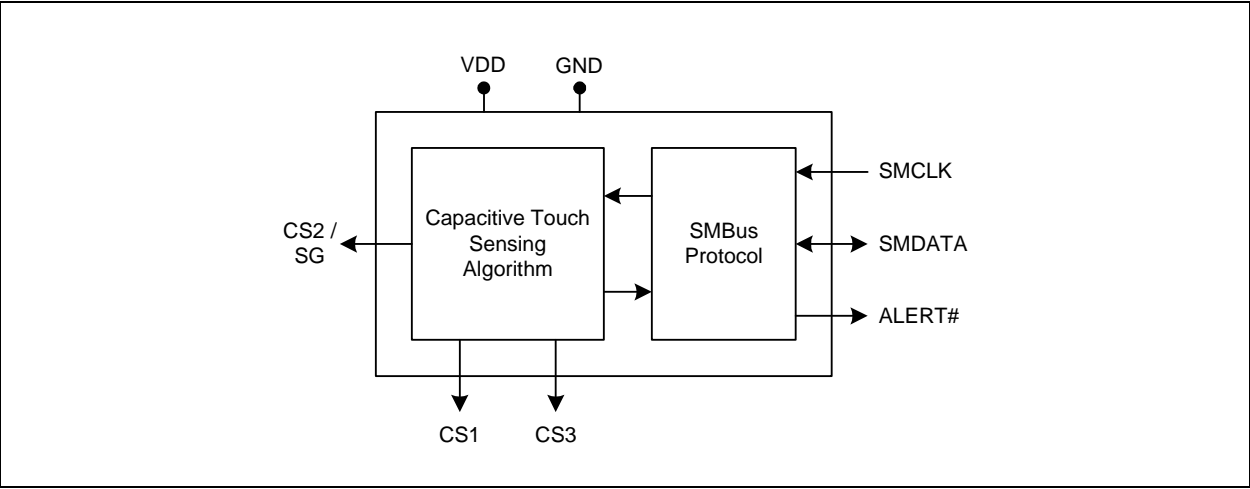 VDD
GND
CS2 /
SG
Capacitive Touch
Sensing
Algorithm
SMBus
Protocol
SMCLK
SMDATA
ALERT#
CS1
CS3